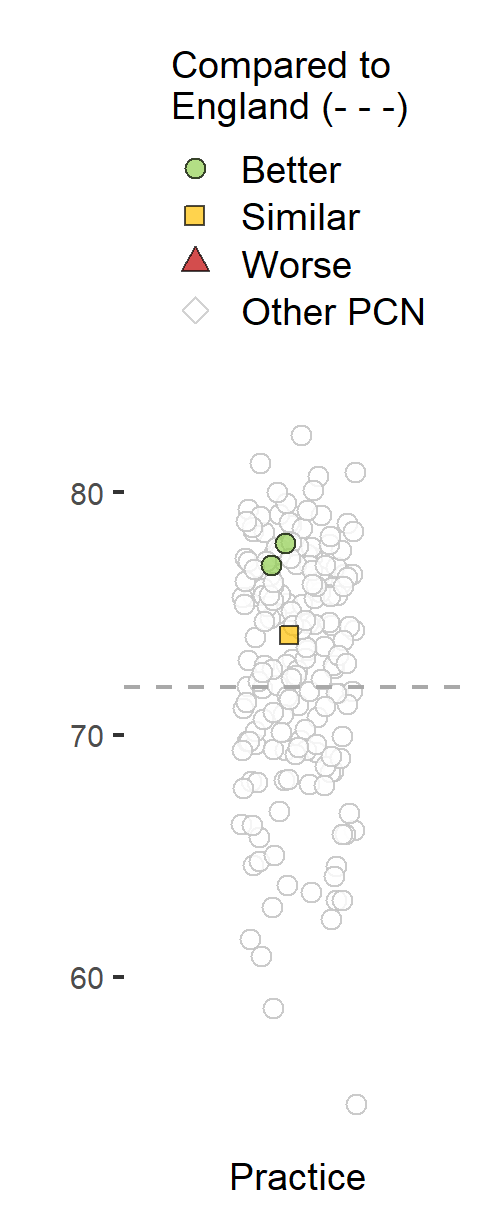 Compared to
England (- - -)
Better
Similar
Worse
Other PCN
80
70
60
Practice